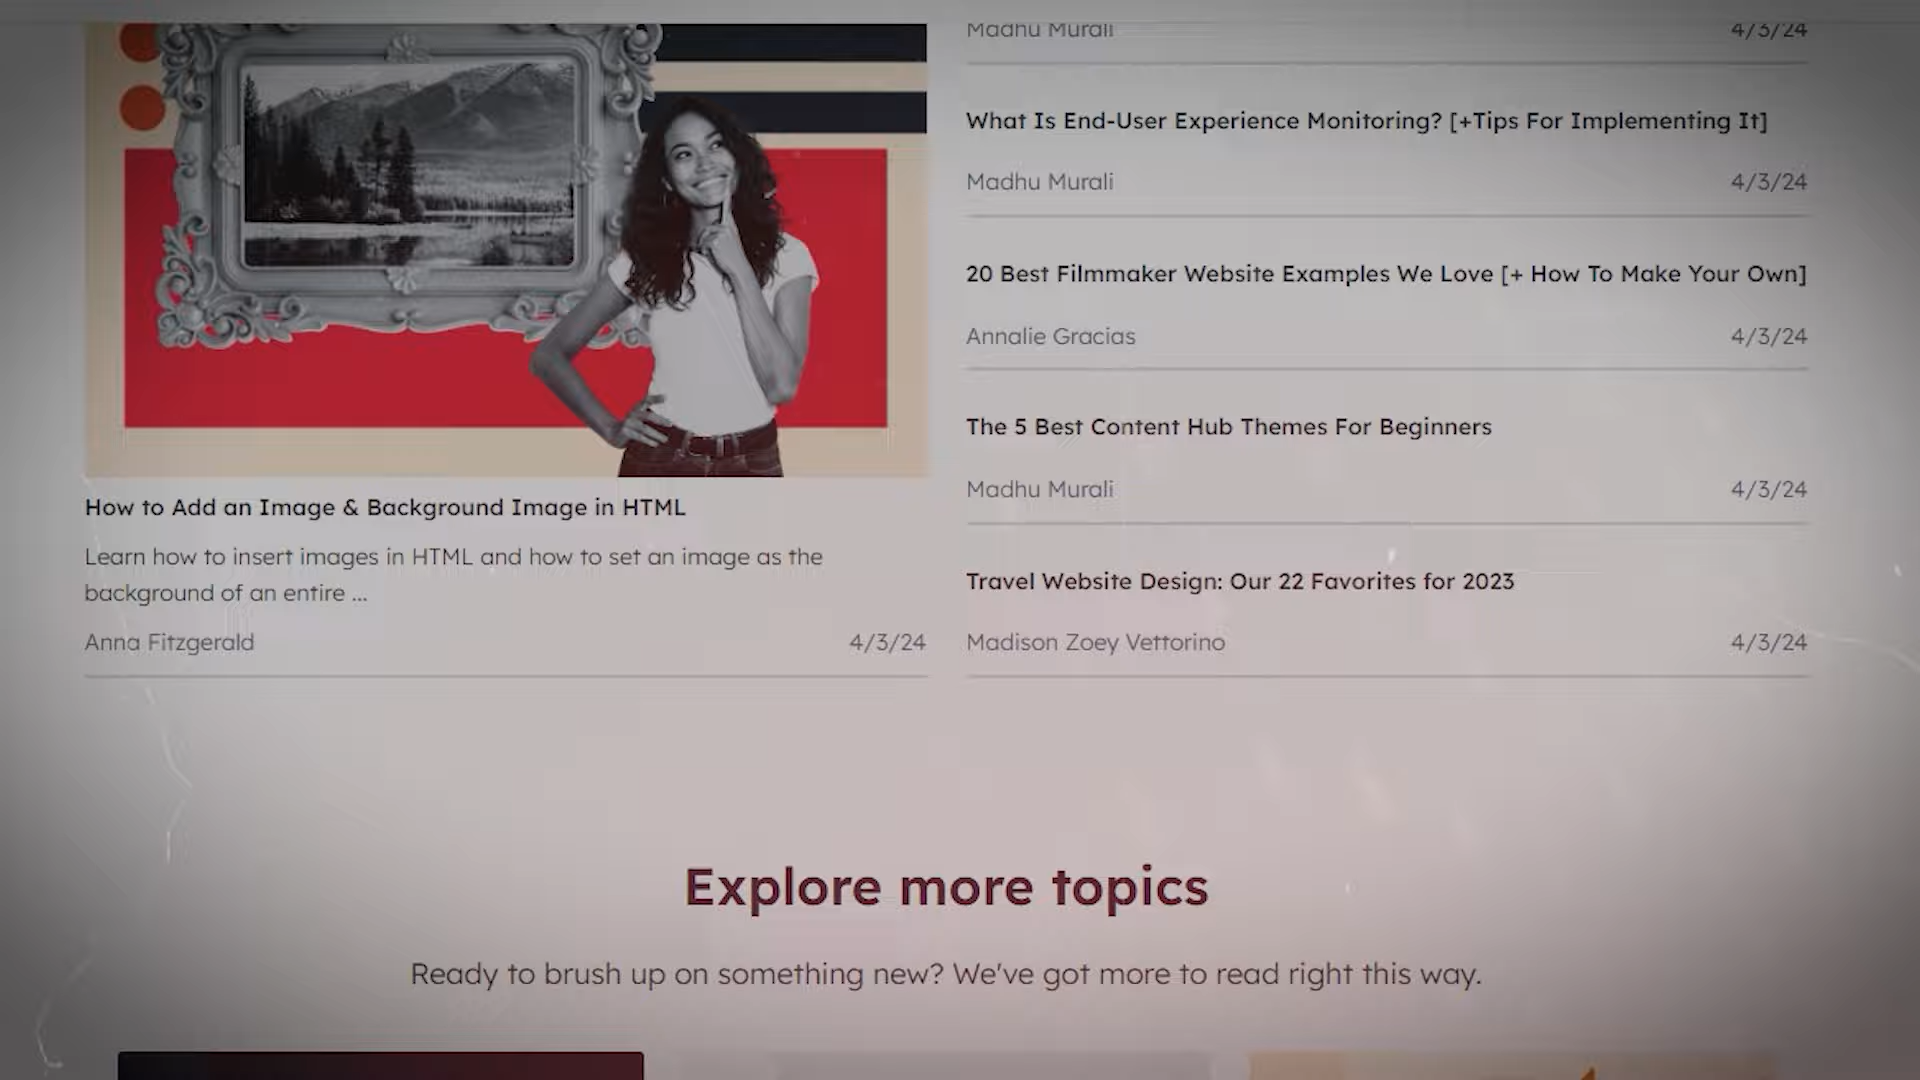 How to Add an Image & Background Image in HTML
Learn how to insert images in HTML and how to set an image as the
background of an entire ...
Anna Fitzgerald 4/3/24
Madhu Murali 4/3/24
What Is End-User Experience Monitoring? [+Tips For Implementing It]
Madhu Murali 4/3/24
20 Best Filmmaker Website Examples We Love [+ How To Make Your Own]
Annalie Gracias 4/3/24
The 5 Best Content Hub Themes For Beginners
Madhu Murali 4/3/24
Travel Website Design: Our 22 Favorites for 2023
Madison Zoey Vettorino 4/3/24
Explore more topics
Ready to brush up on something new? We've got more to read right this way.